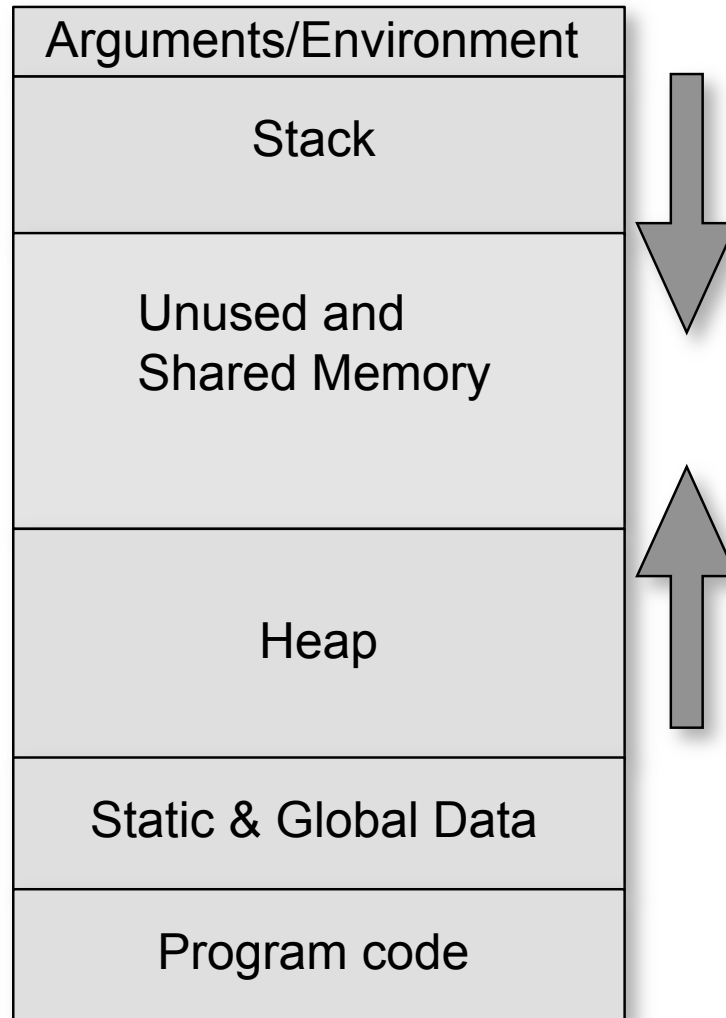 Arguments/Environment
Stack
Unused and
Shared Memory
Heap
Static & Global Data
Program code